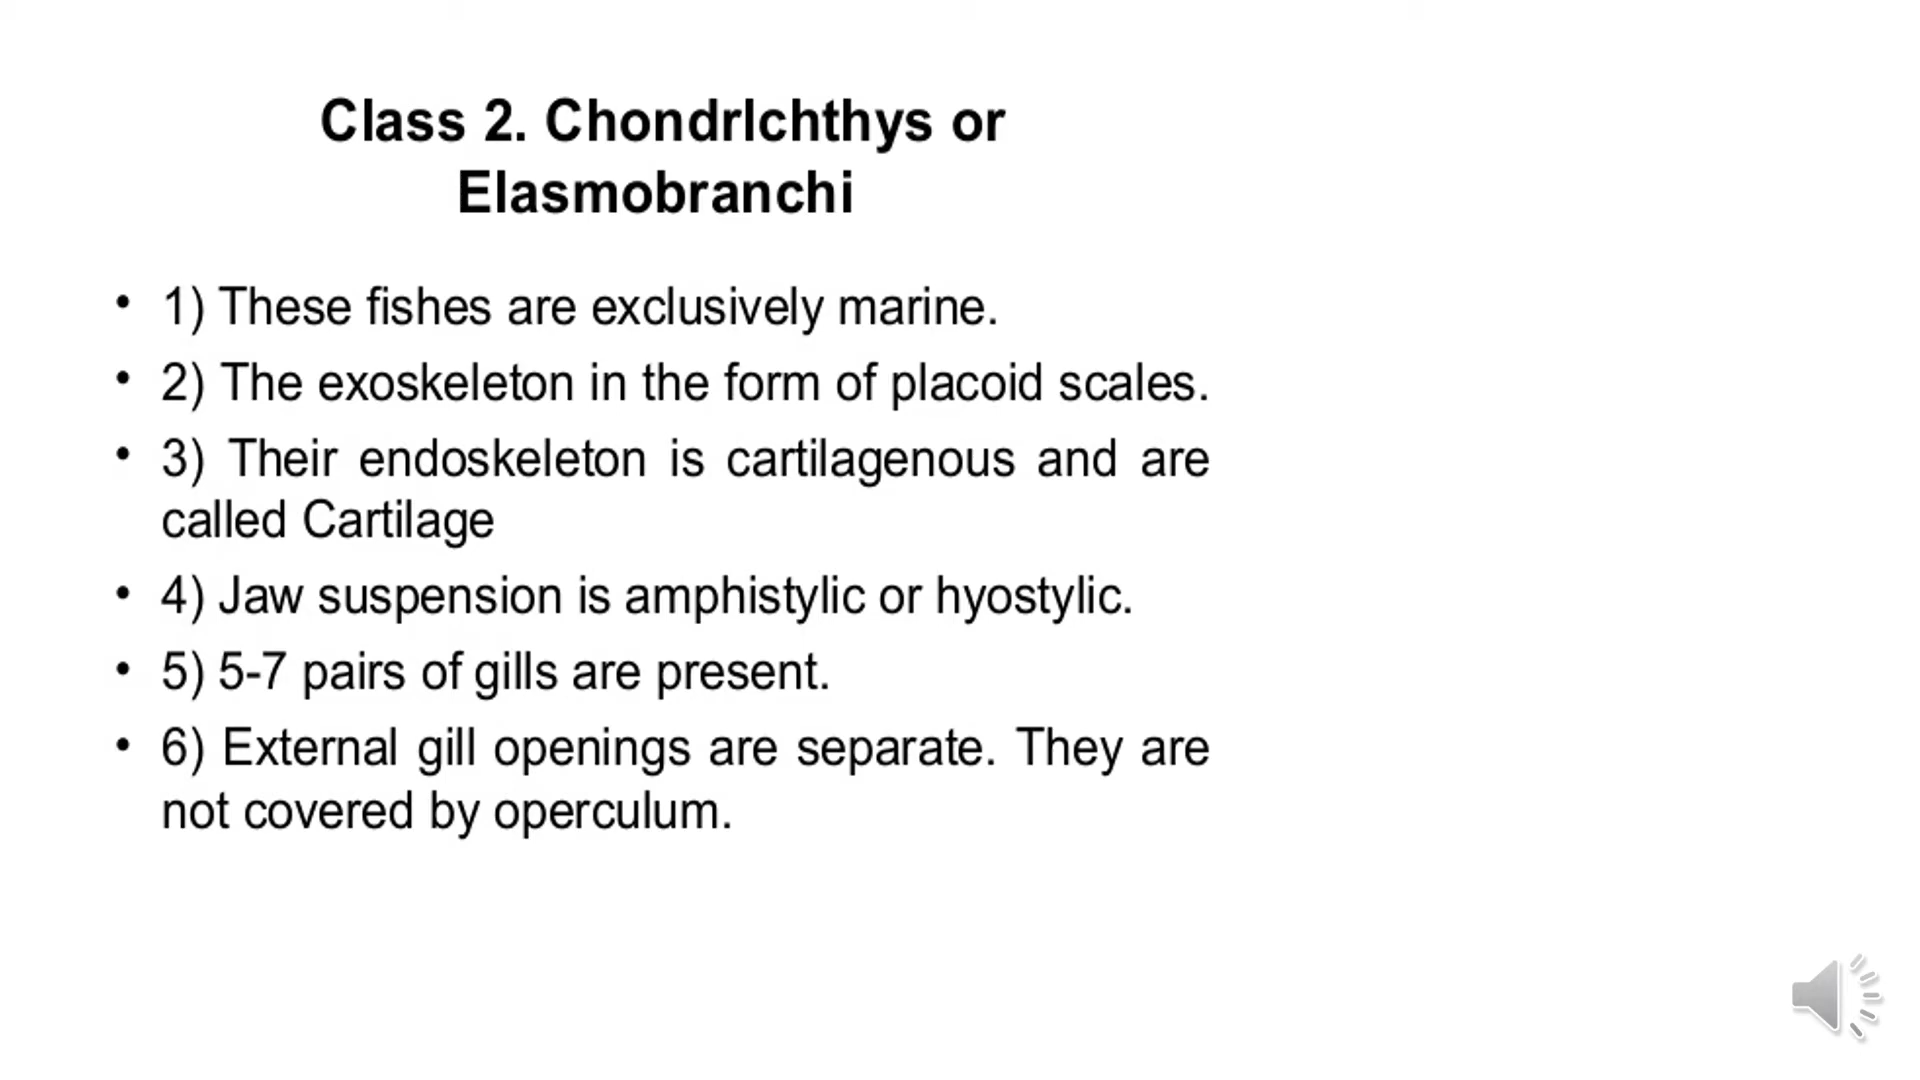 Class 2. ChondrIchthys or
Elasmobranchi
• 1) These fishes are exclusively marine.
• 2) The exoskeleton in the form of placoid scales.
• 3) Their endoskeleton is cartilagenous and are
called Cartilage
• 4) Jaw suspension is amphistylic or hyostylic.
• 5) 5-7 pairs of gills are present.
• 6) External gill openings are separate. They are
not covered by operculum.